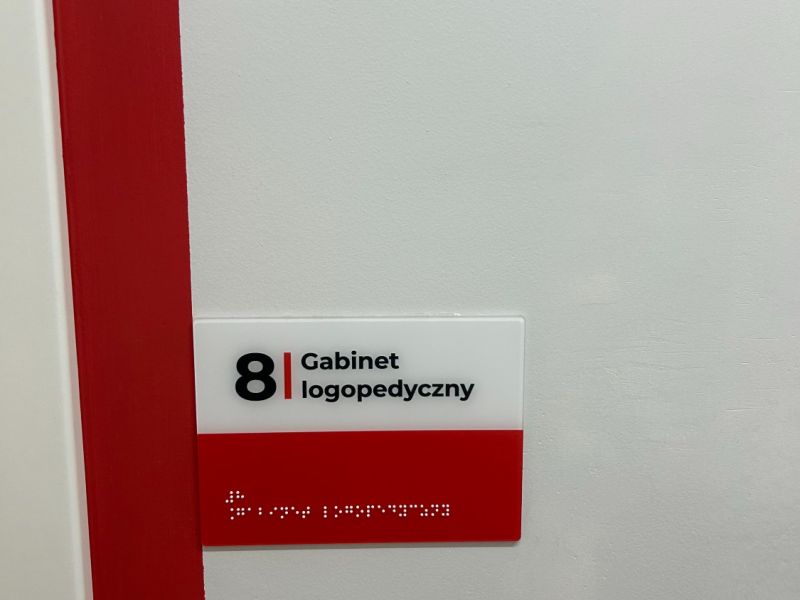 8
Gabinet
logopedyczny
⠼⠓
⠨⠛⠁⠃⠊⠝⠑⠞ ⠇⠕⠛⠕⠏⠑⠙⠽⠉⠵⠝⠽